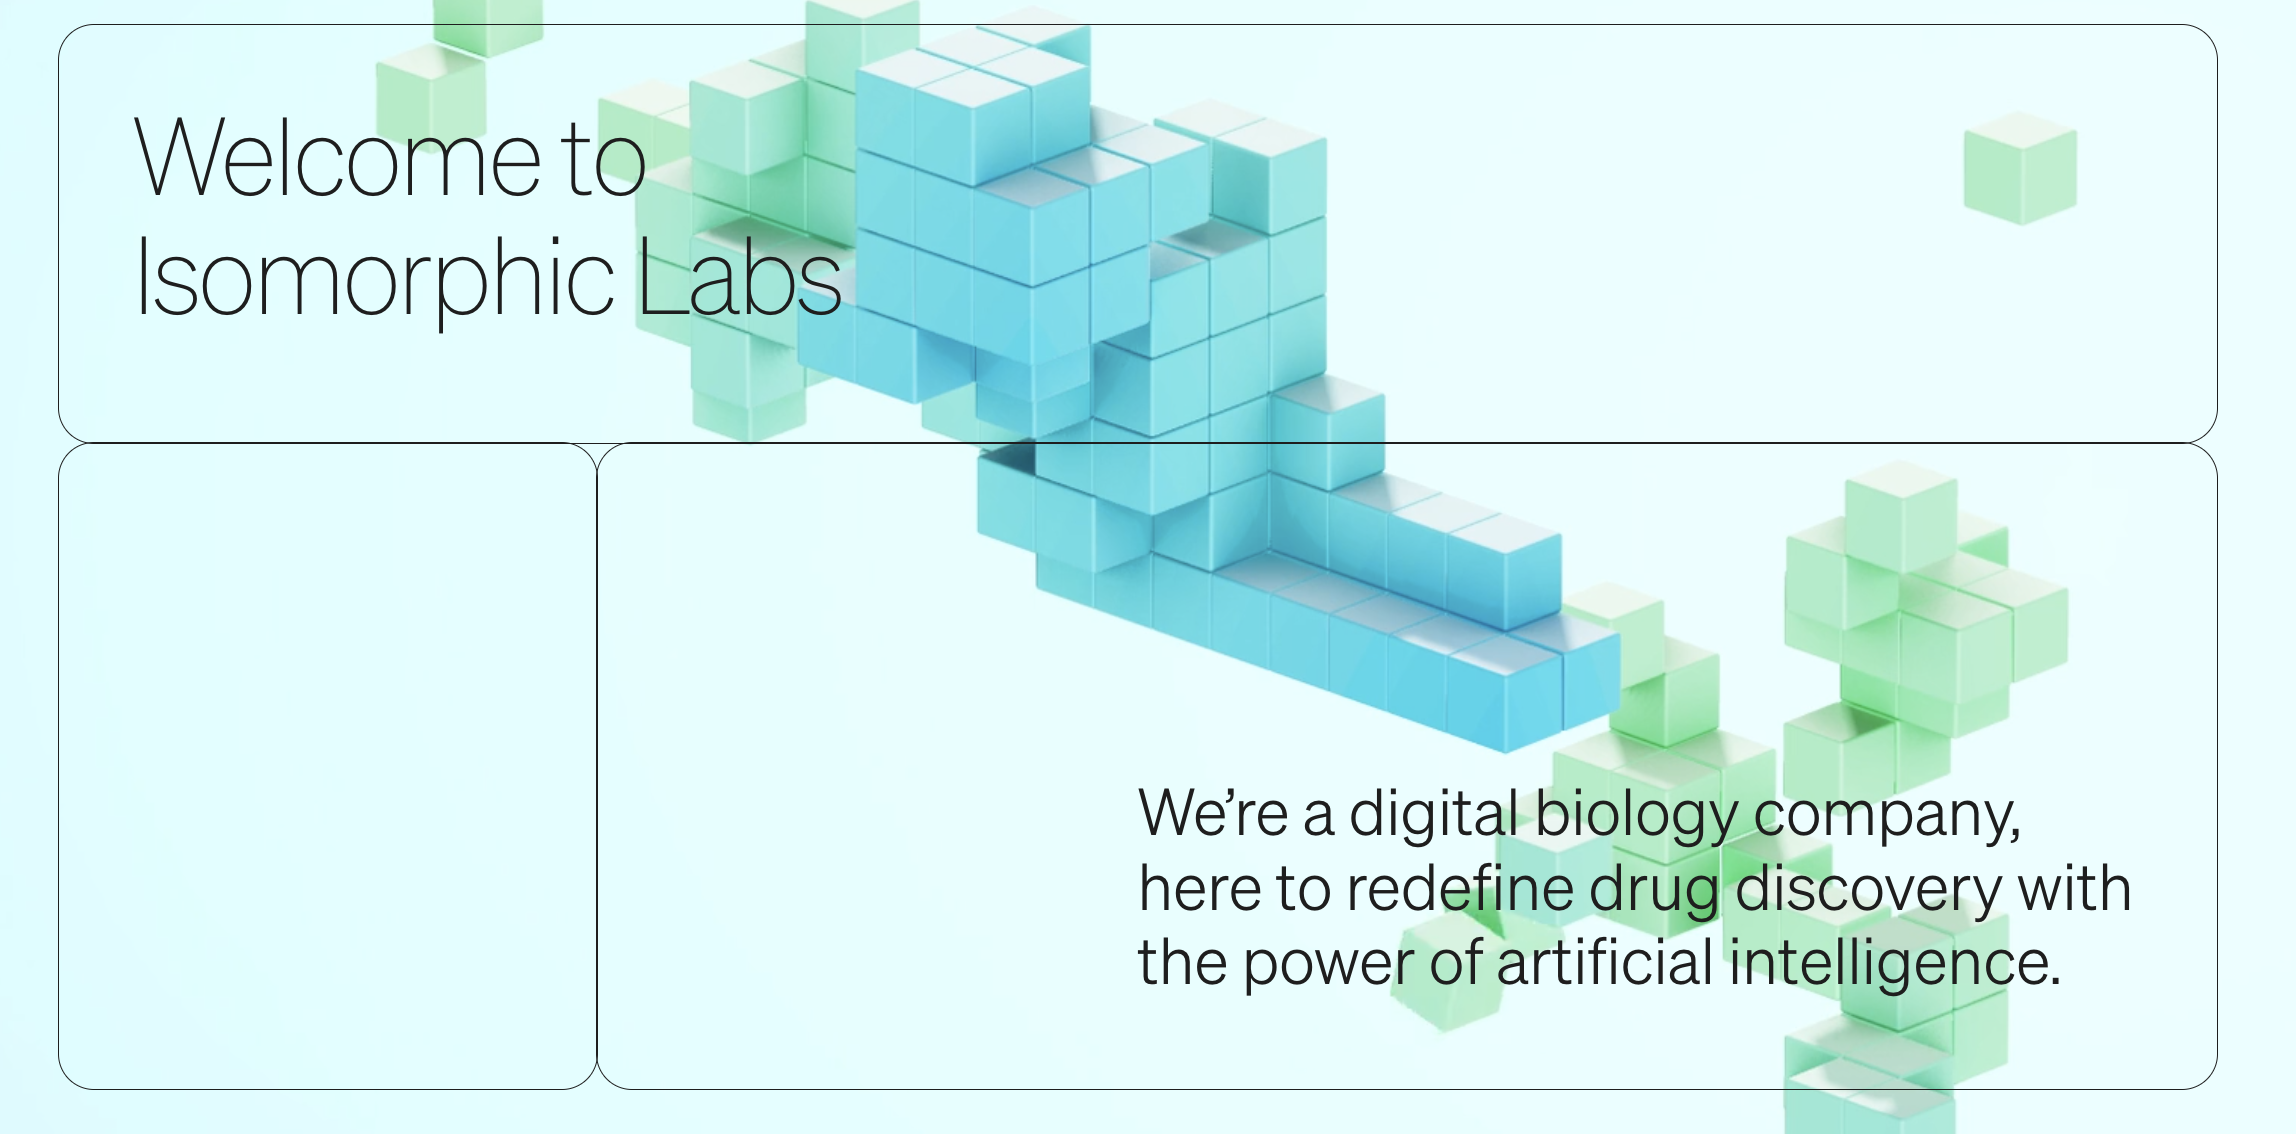 Welcome to
Isomorphic Labs
We’re a digital biology company,
here to redefine drug discovery with
the power of artificial intelligence.